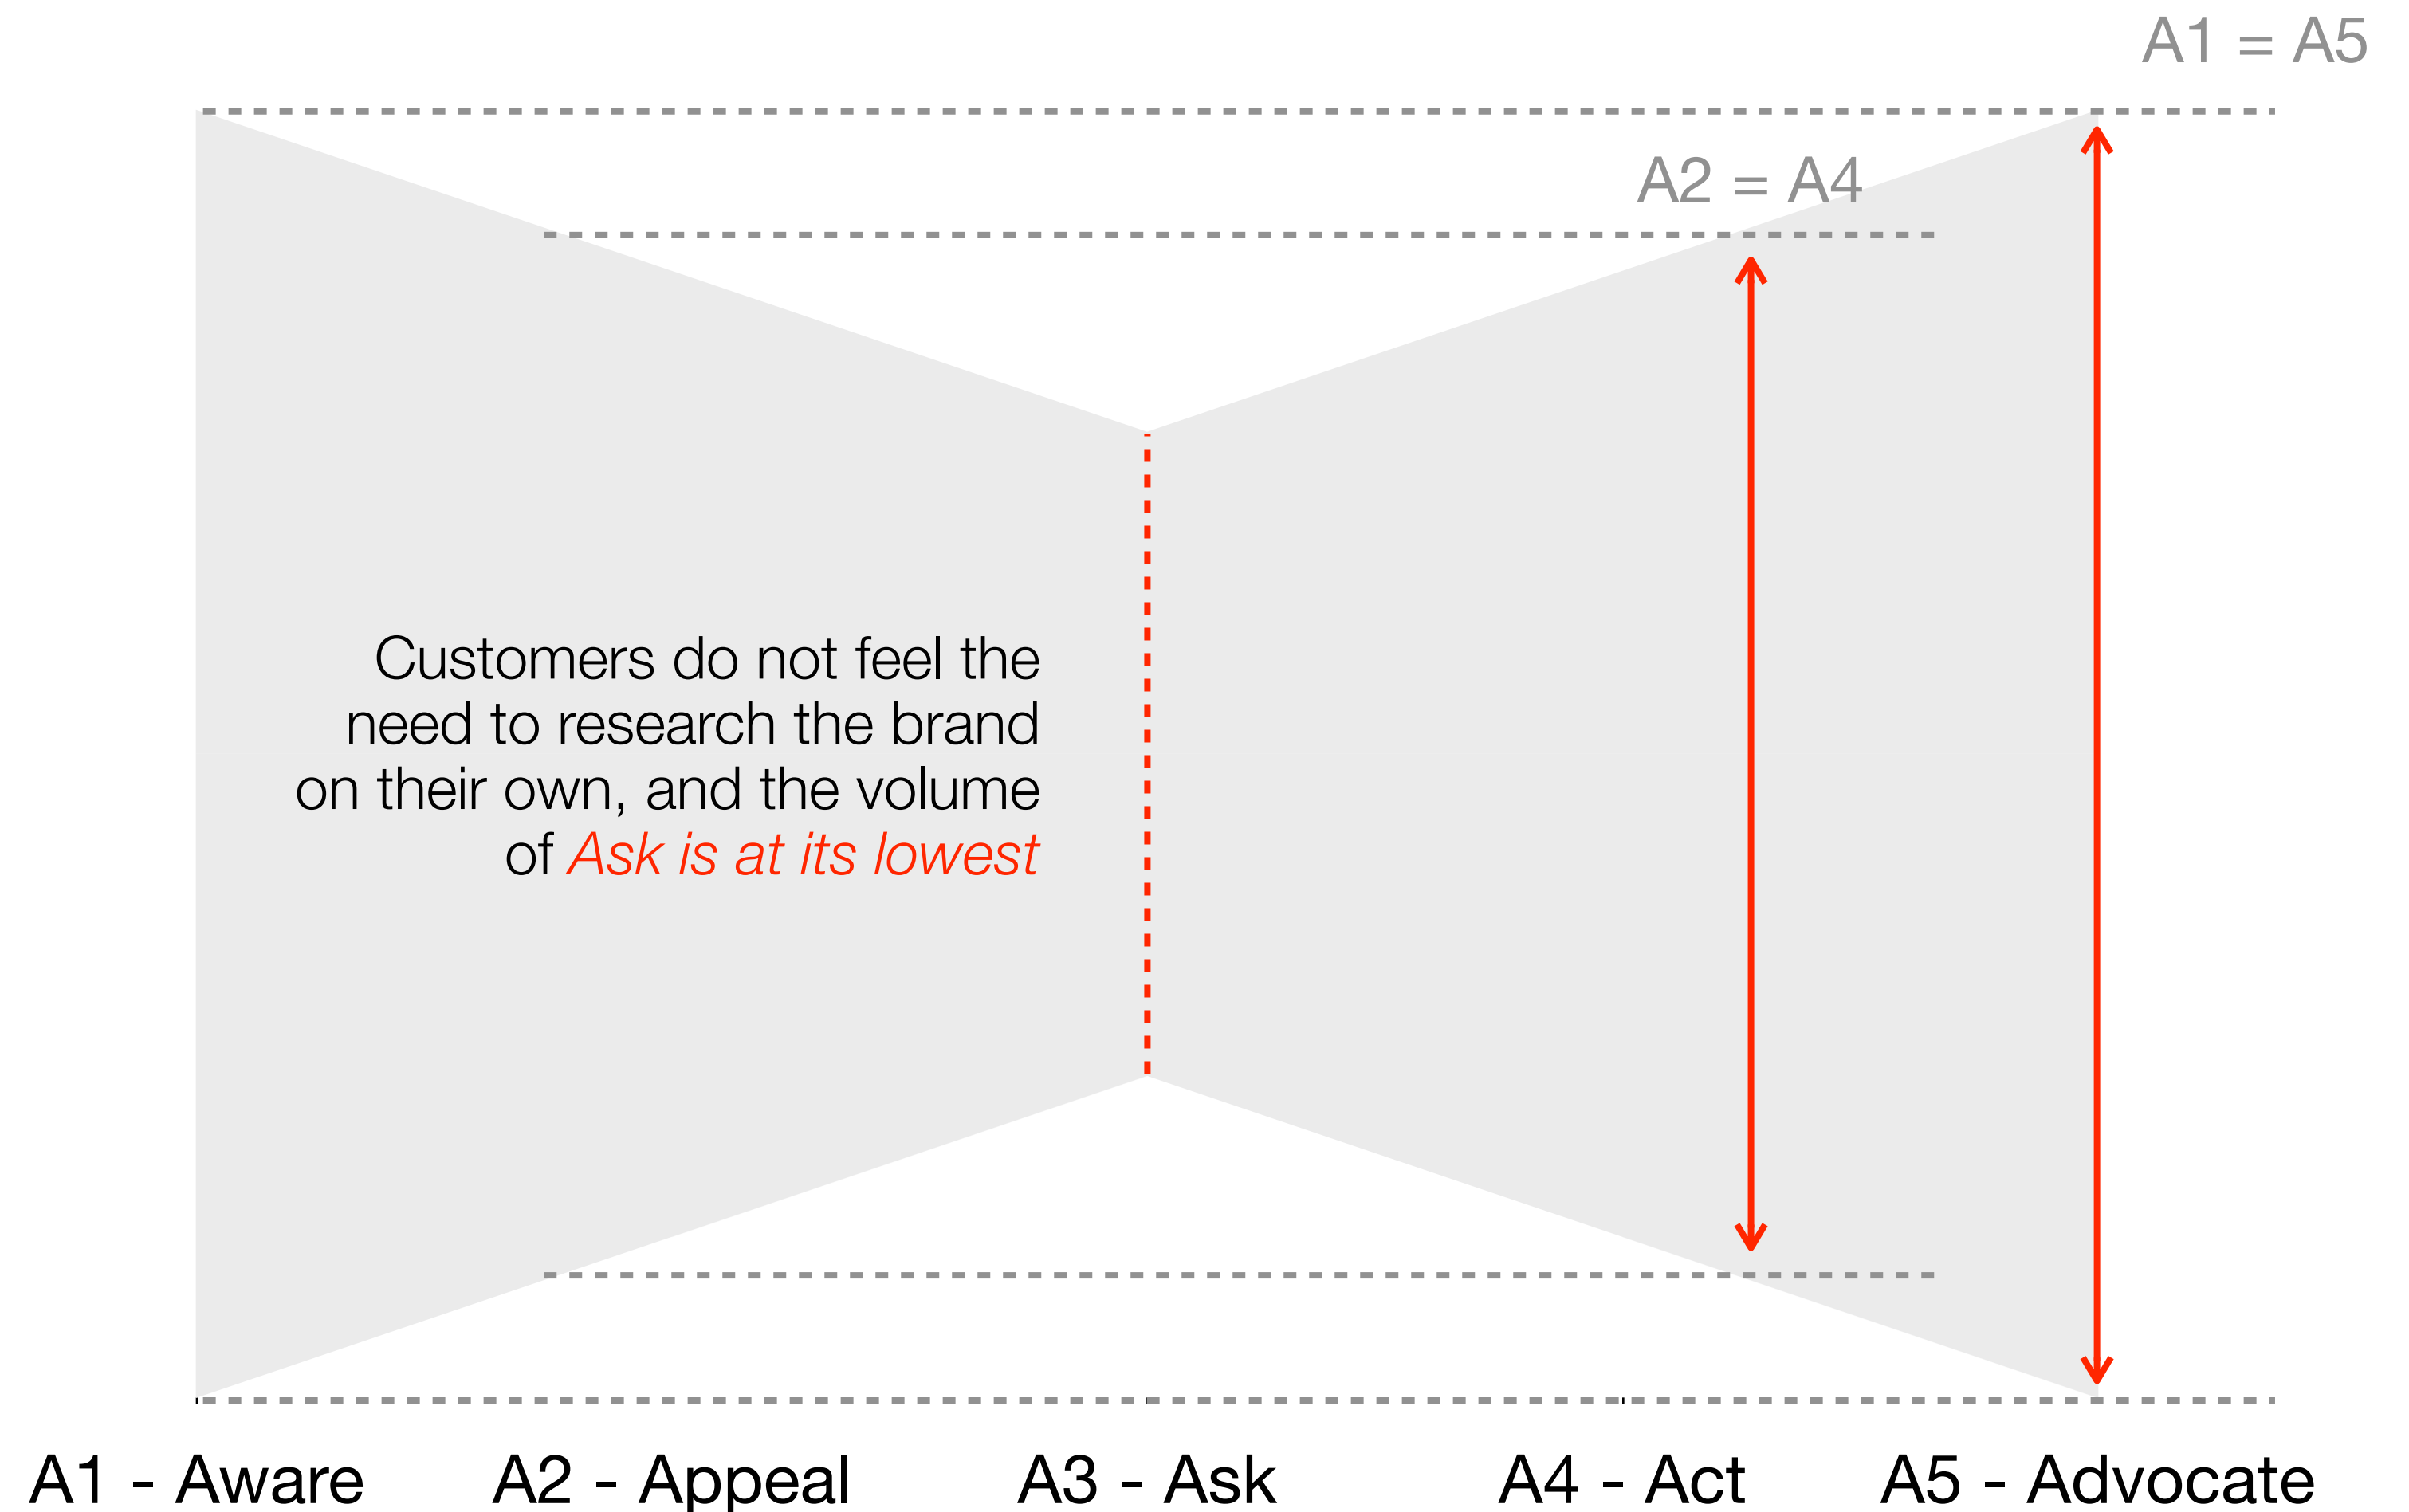 A1 = A5
A2 = A4
Customers do not feel the
need to research the brand
on their own, and the volume
of Ask is at its lowest
A1 - Aware
A2 - Appeal
A3 - Ask
A4 - Act
A5 - Advocate